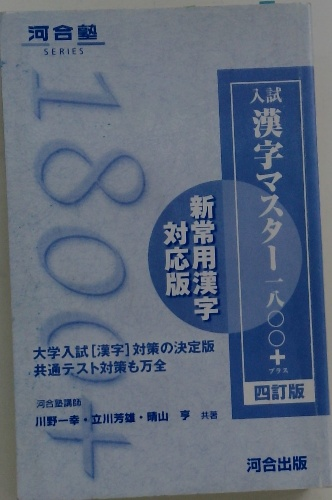 河合塾
SERIES
1800+
入試
漢字マスター一八〇〇+
プラス
四訂版
新常用漢字
対応版
大学入試[漢字]対策の決定版
共通テスト対策も万全
河合塾講師
川野一幸・立川芳雄・晴山 亨 共著
河合出版